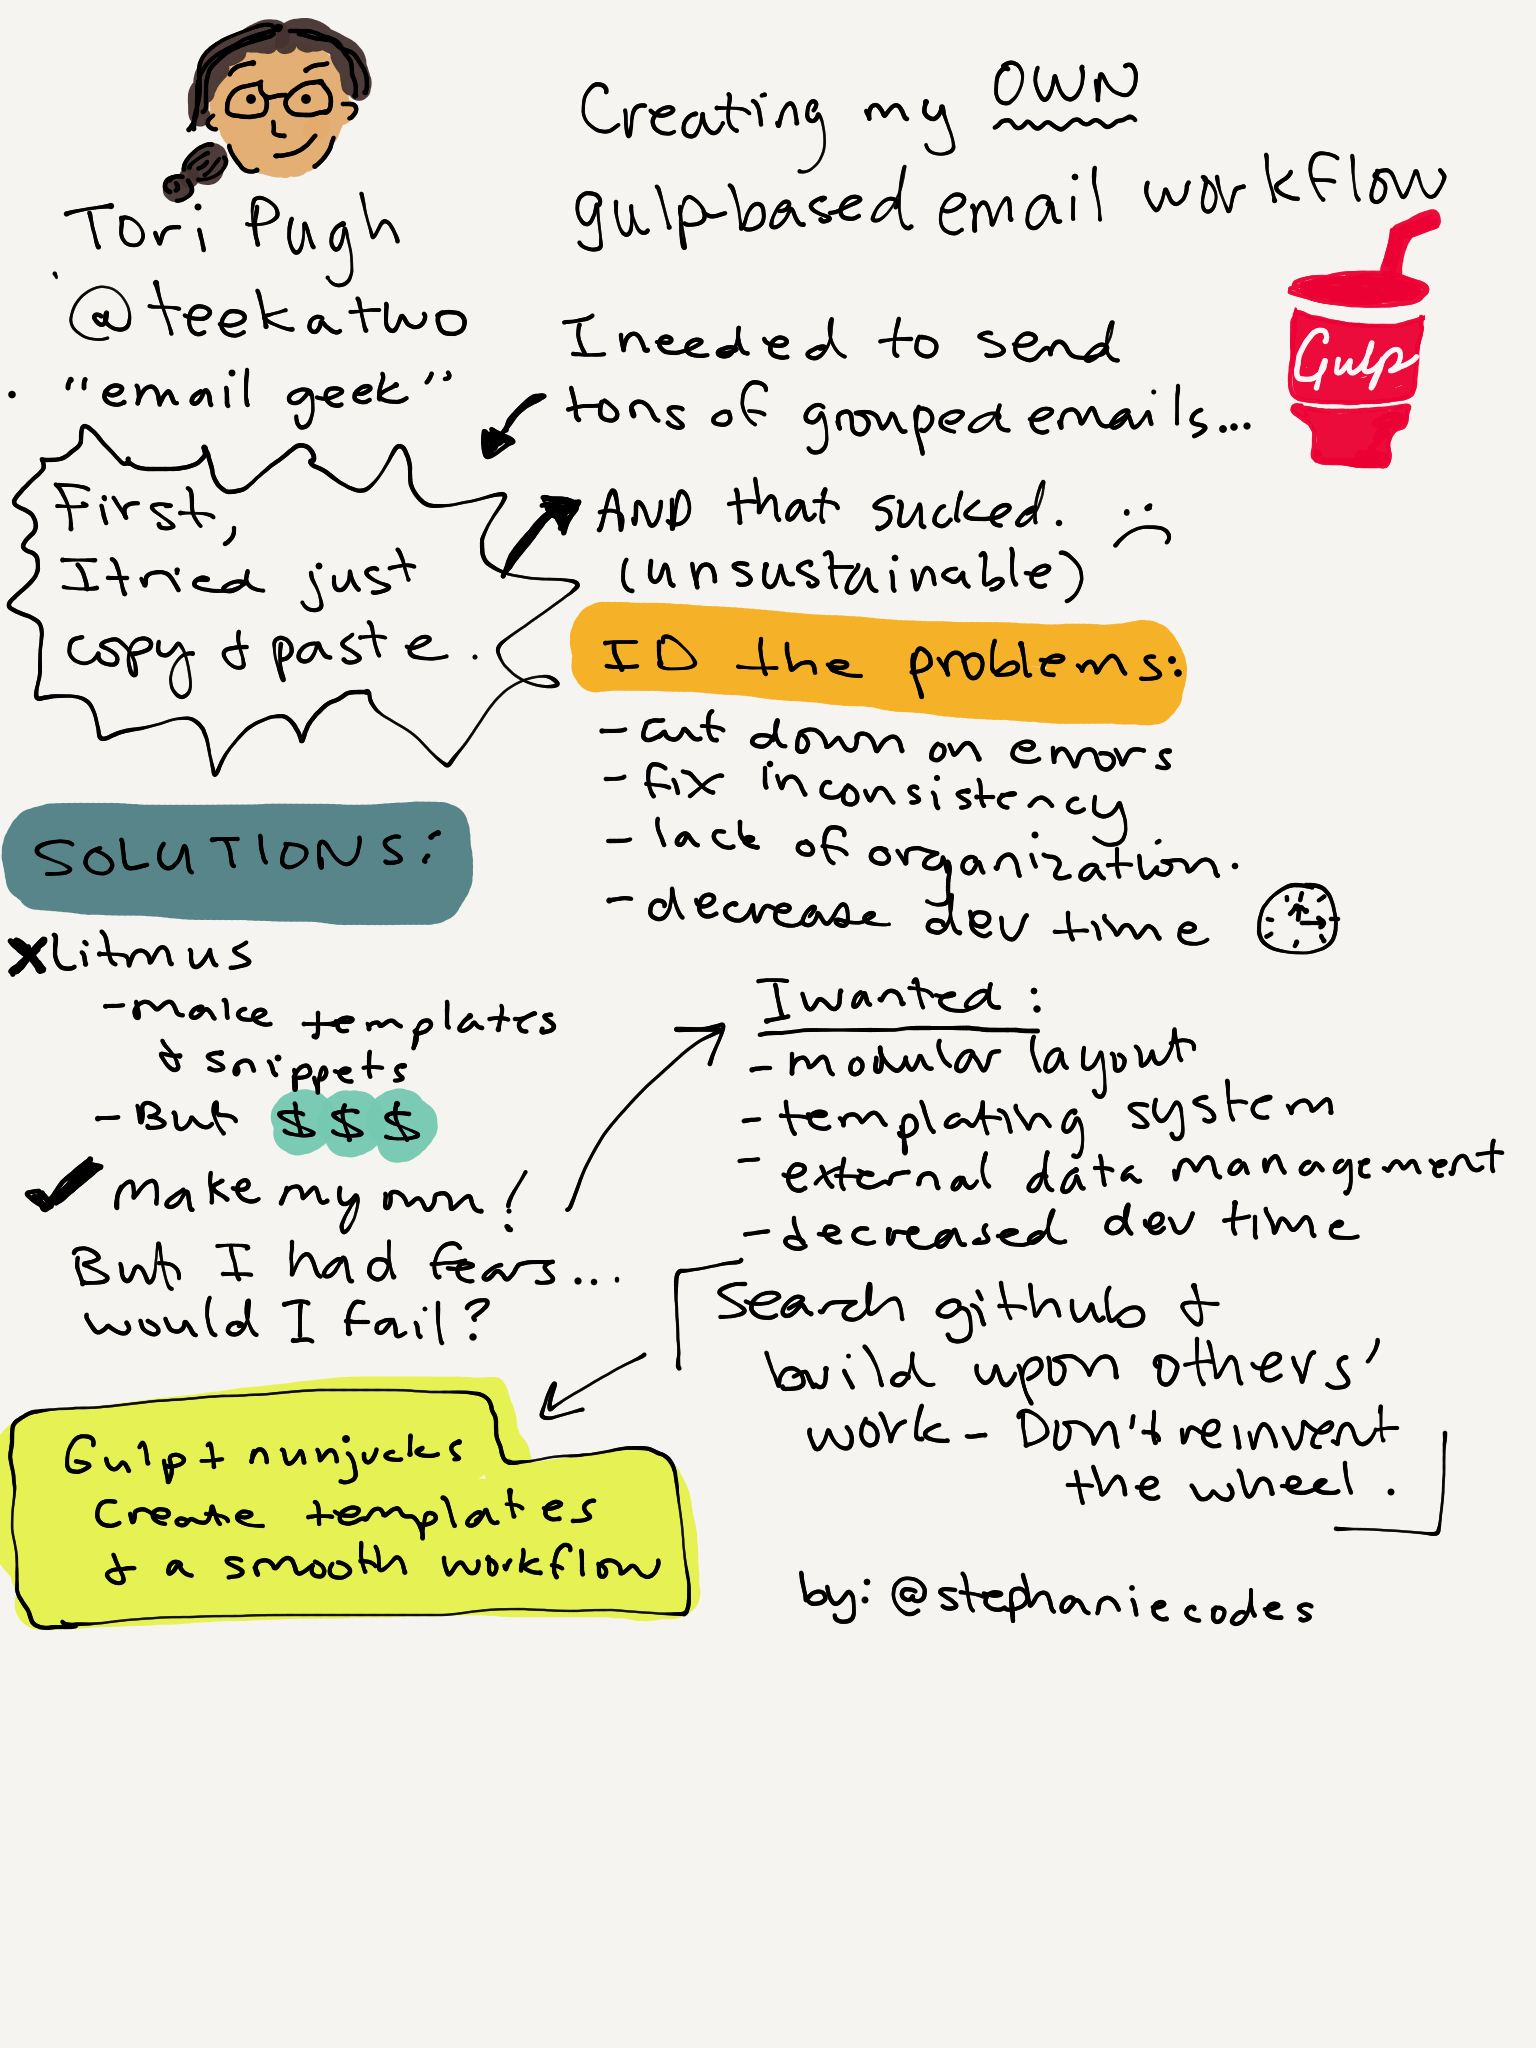 Tori Pugh
@teekatwo
"email geek"
Creating my OWN
gulp-based email workflow
Gulp
I needed to send
tons of grouped emails...
First,
I tried just
copy & paste.
AND that sucked. :(
(unsustainable)
ID the problems:
- cut down on errors
- fix inconsistency
- lack of organization.
- decrease dev time
SOLUTIONS:
x Litmus
- make templates
& snippets
- But $ $ $
✓ Make my own!
But I had fears...
would I fail?
I wanted:
- modular layout
- templating system
- external data management
- decreased dev time
Search github &
build upon others'
work - Don't reinvent
the wheel.
Gulp + nunjucks
Create templates
& a smooth workflow
by: @stephaniecodes